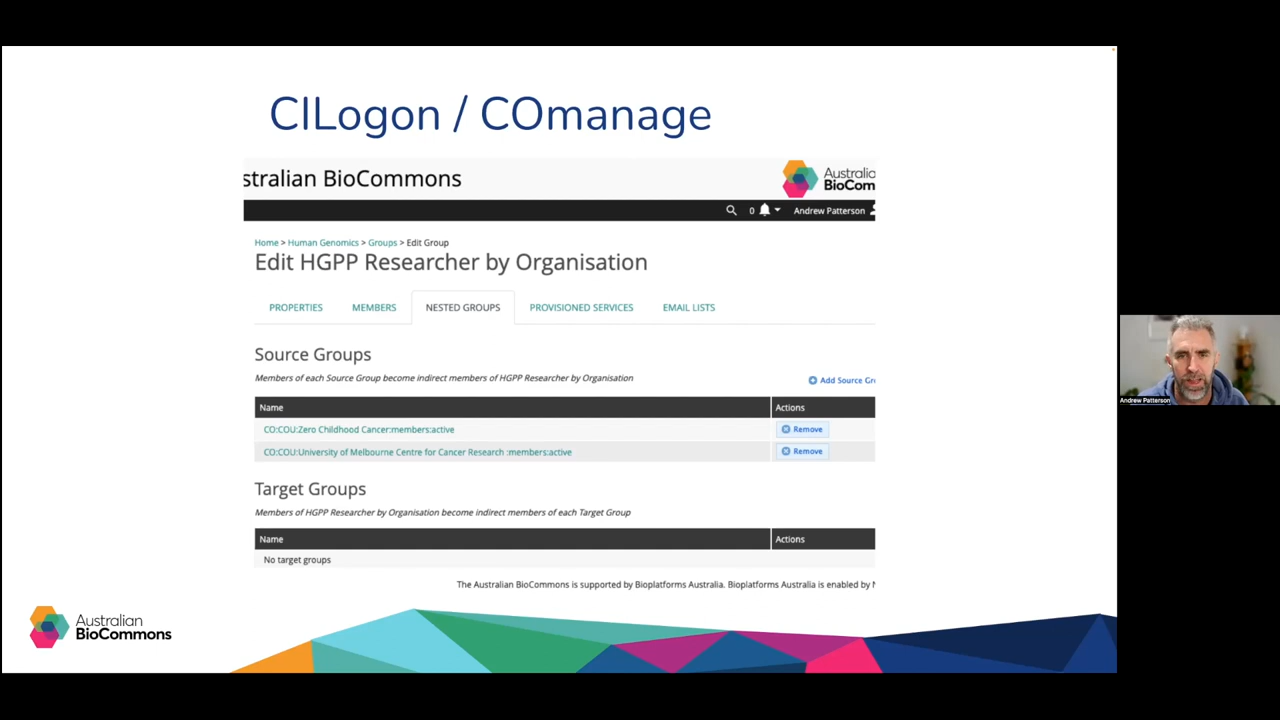 CILogon / COmanage
stralian BioCommons
Australia
BioCom
0
Andrew Patterson
Home > Human Genomics > Groups > Edit Group
Edit HGPP Researcher by Organisation
PROPERTIES MEMBERS NESTED GROUPS PROVISIONED SERVICES EMAIL LISTS
Source Groups
Members of each Source Group become indirect members of HGPP Researcher by Organisation
Add Source Gr
Name Actions
CO:COU:Zero Childhood Cancer:members:active Remove
CO:COU:University of Melbourne Centre for Cancer Research :members:active Remove
Target Groups
Members of HGPP Researcher by Organisation become indirect members of each Target Group
Name Actions
No target groups
The Australian BioCommons is supported by Bioplatforms Australia. Bioplatforms Australia is enabled by
Australian
BioCommons
Andrew Patterson